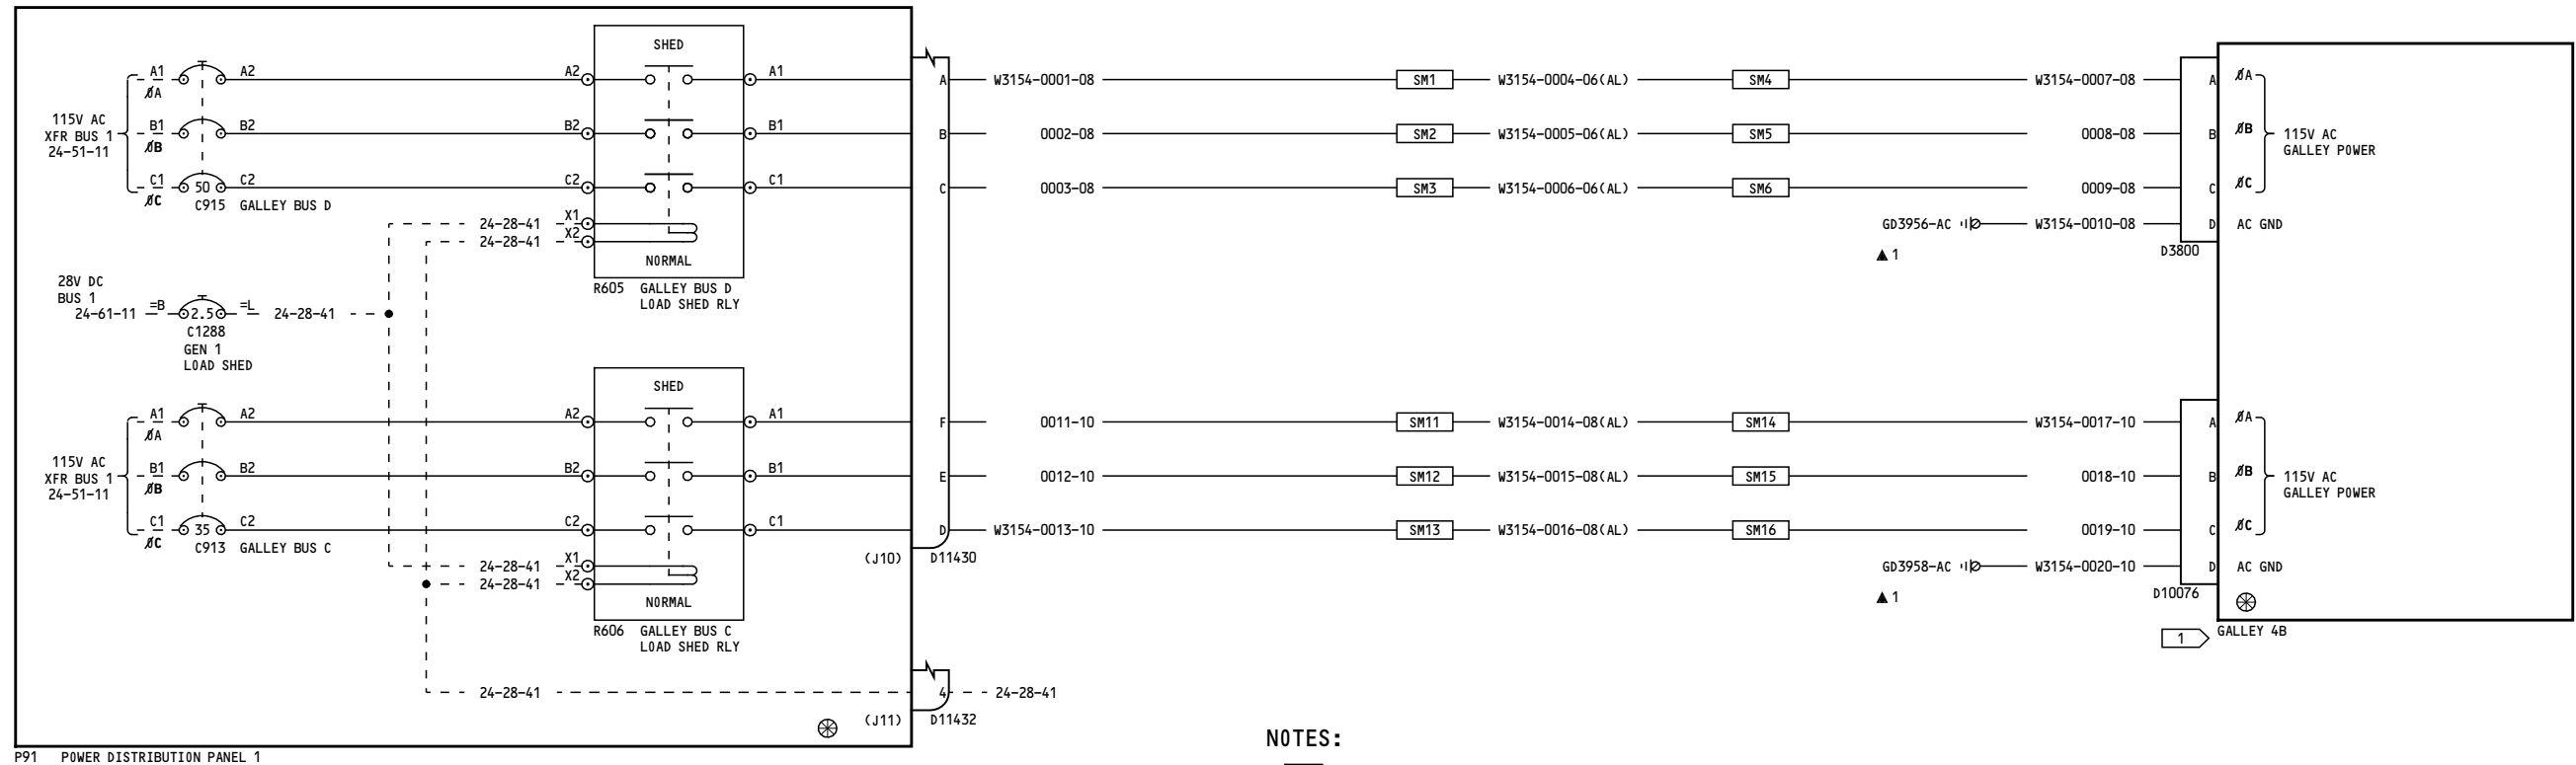 SHED
A1 A2 A2 A1 A W3154-0001-08 SM1 W3154-0004-06(AL) SM4 W3154-0007-08 A ØA
ØA
115V AC
XFR BUS 1
24-51-11
B1 B2 B2 B1 B 0002-08 SM2 W3154-0005-06(AL) SM5 0008-08 B ØB
ØB
115V AC
GALLEY POWER
C1 50 C2 C2 C1 C 0003-08 SM3 W3154-0006-06(AL) SM6 0009-08 C ØC
ØC
C915 GALLEY BUS D
24-28-41 X1
24-28-41 X2
GD3956-AC W3154-0010-08 D AC GND
▲1
D3800
NORMAL
R605 GALLEY BUS D
LOAD SHED RLY
28V DC
BUS 1
24-61-11 =B 2.5 =L 24-28-41
C1288
GEN 1
LOAD SHED
SHED
A1 A2 A2 A1 F 0011-10 SM11 W3154-0014-08(AL) SM14 W3154-0017-10 A ØA
ØA
115V AC
XFR BUS 1
24-51-11
B1 B2 B2 B1 E 0012-10 SM12 W3154-0015-08(AL) SM15 0018-10 B ØB
ØB
115V AC
GALLEY POWER
C1 35 C2 C2 C1 D W3154-0013-10 SM13 W3154-0016-08(AL) SM16 0019-10 C ØC
ØC
C913 GALLEY BUS C
(J10) D11430
24-28-41 X1
24-28-41 X2
GD3958-AC W3154-0020-10 D AC GND
▲1
D10076
NORMAL
R606 GALLEY BUS C
LOAD SHED RLY
1 GALLEY 4B
24-28-41 4 24-28-41
(J11) D11432
P91 POWER DISTRIBUTION PANEL 1
NOTES: